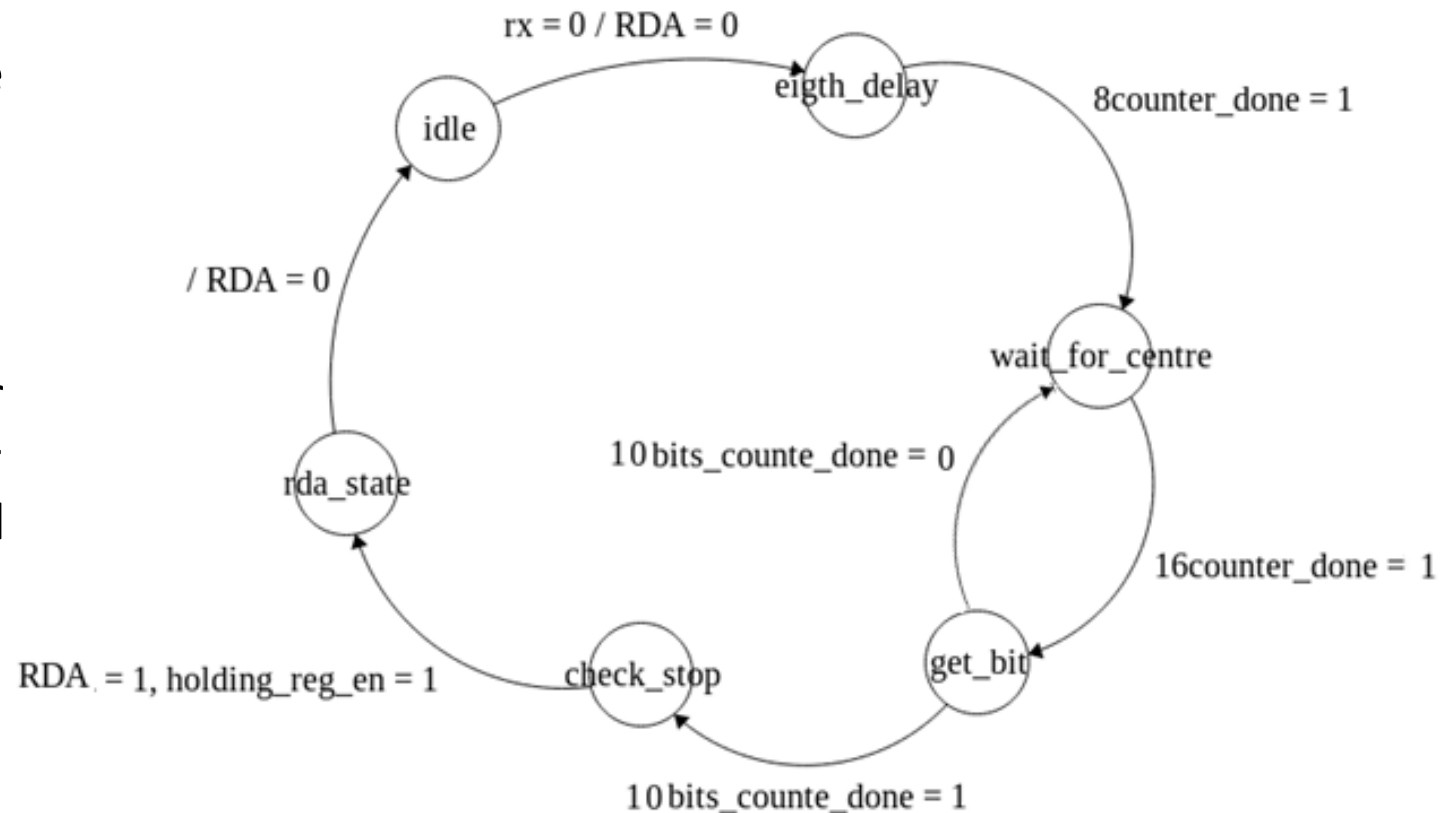 rx = 0 / RDA = 0
eigth_delay
8counter_done = 1
idle
/ RDA = 0
wait_for_centre
10 bits_counte_done = 0
rda_state
16counter_done = 1
get_bit
check_stop
RDA = 1, holding_reg_en = 1
10 bits_counte_done = 1